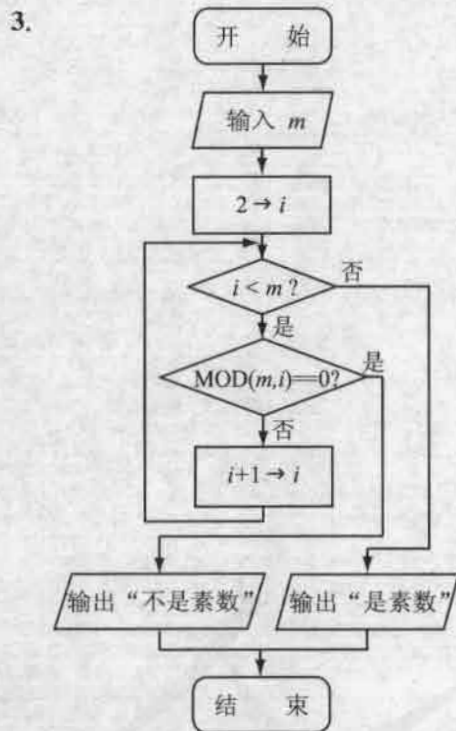 3.
开 始
输入 m
2 → i
i < m ?
否
是
MOD(m,i)==0?
是
否
i+1 → i
输出“不是素数”
输出“是素数”
结 束